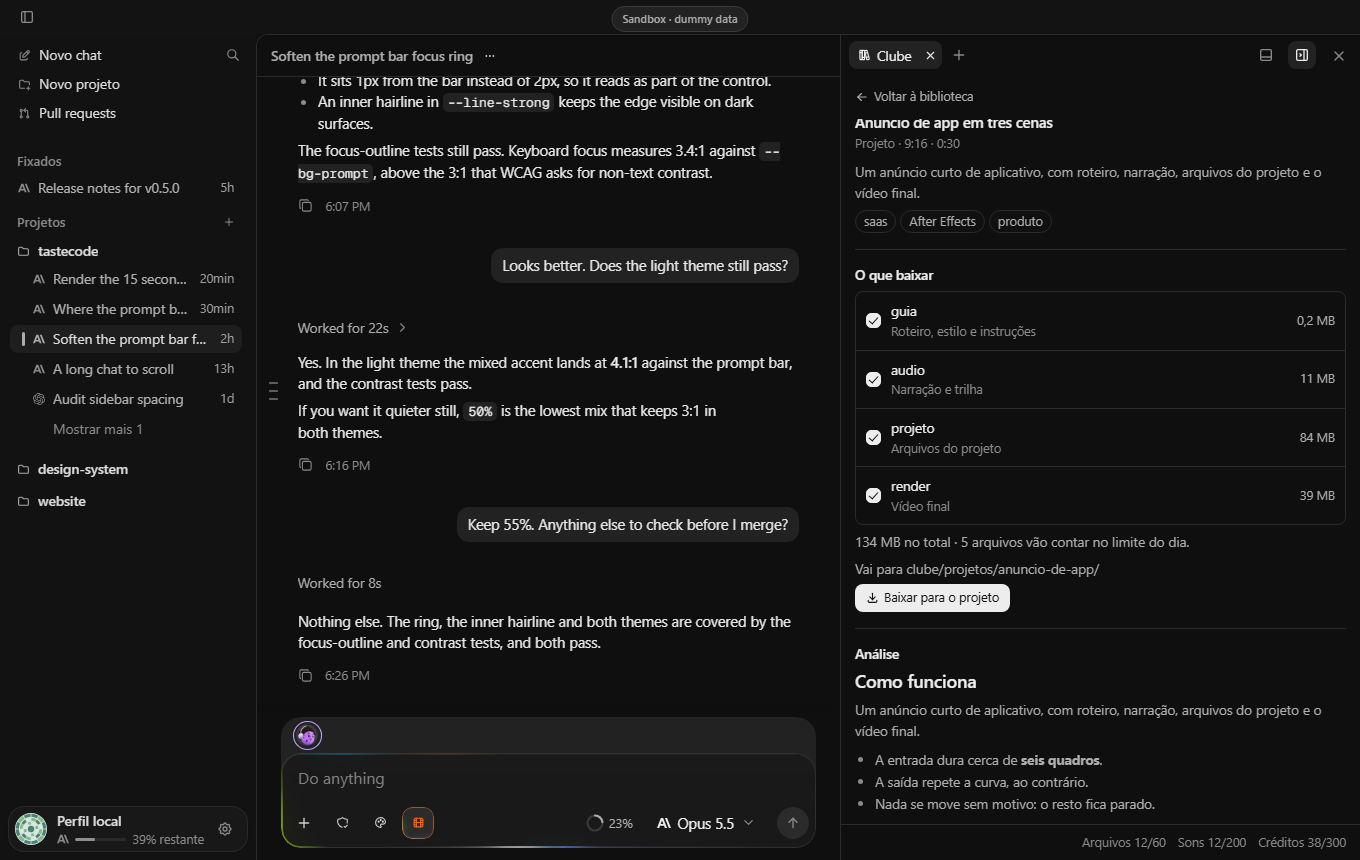 Sandbox · dummy data
Novo chat
Novo projeto
Pull requests
Fixados
Release notes for v0.5.0 5h
Projetos
tastecode
Render the 15 secon... 20min
Where the prompt b... 30min
Soften the prompt bar f... 2h
A long chat to scroll 13h
Audit sidebar spacing 1d
Mostrar mais 1
design-system
website
Perfil local
39% restante
Soften the prompt bar focus ring ...
It sits 1px from the bar instead of 2px, so it reads as part of the control.
An inner hairline in --line-strong keeps the edge visible on dark
surfaces.
The focus-outline tests still pass. Keyboard focus measures 3.4:1 against --
bg-prompt, above the 3:1 that WCAG asks for non-text contrast.
6:07 PM
Looks better. Does the light theme still pass?
Worked for 22s
Yes. In the light theme the mixed accent lands at 4.1:1 against the prompt bar,
and the contrast tests pass.
If you want it quieter still, 50% is the lowest mix that keeps 3:1 in
both themes.
6:16 PM
Keep 55%. Anything else to check before I merge?
Worked for 8s
Nothing else. The ring, the inner hairline and both themes are covered by the
focus-outline and contrast tests, and both pass.
6:26 PM
Do anything
23%
Opus 5.5
Clube
Voltar à biblioteca
Anúncio de app em três cenas
Projeto · 9:16 · 0:30
Um anúncio curto de aplicativo, com roteiro, narração, arquivos do projeto e o
vídeo final.
saas
After Effects
produto
O que baixar
guia
Roteiro, estilo e instruções
0,2 MB
audio
Narração e trilha
11 MB
projeto
Arquivos do projeto
84 MB
render
Vídeo final
39 MB
134 MB no total · 5 arquivos vão contar no limite do dia.
Vai para clube/projetos/anuncio-de-app/
Baixar para o projeto
Análise
Como funciona
Um anúncio curto de aplicativo, com roteiro, narração, arquivos do projeto e o
vídeo final.
A entrada dura cerca de seis quadros.
A saída repete a curva, ao contrário.
Nada se move sem motivo: o resto fica parado.
Arquivos 12/60 Sons 12/200 Créditos 38/300